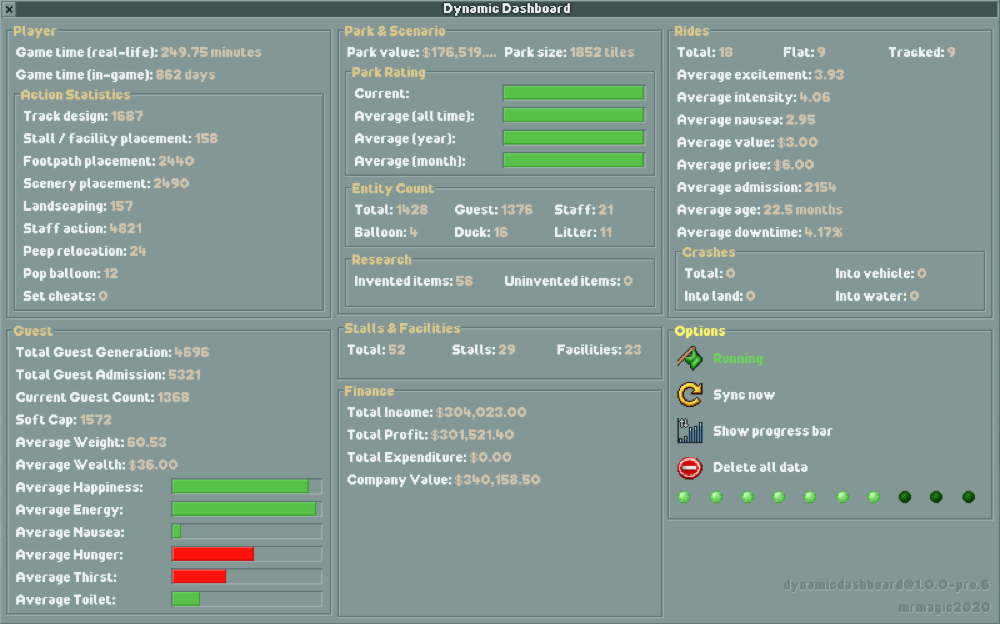 Dynamic Dashboard
Player
Game time (real-life): 249.75 minutes
Game time (in-game): 862 days
Action Statistics
Track design: 1687
Stall / facility placement: 158
Footpath placement: 2440
Scenery placement: 2490
Landscaping: 157
Staff action: 4821
Peep relocation: 24
Pop balloon: 12
Set cheats: 0
Guest
Total Guest Generation: 4696
Total Guest Admission: 5321
Current Guest Count: 1368
Soft Cap: 1572
Average Weight: 60.53
Average Wealth: $36.00
Average Happiness:
Average Energy:
Average Nausea:
Average Hunger:
Average Thirst:
Average Toilet:
Park & Scenario
Park value: $176,519.... Park size: 1852 tiles
Park Rating
Current:
Average (all time):
Average (year):
Average (month):
Entity Count
Total: 1428 Guest: 1376 Staff: 21
Balloon: 4 Duck: 16 Litter: 11
Research
Invented items: 58 Uninvented items: 0
Stalls & Facilities
Total: 52 Stalls: 29 Facilities: 23
Finance
Total Income: $304,023.00
Total Profit: $301,521.40
Total Expenditure: $0.00
Company Value: $340,158.50
Rides
Total: 18 Flat: 9 Tracked: 9
Average excitement: 3.93
Average intensity: 4.06
Average nausea: 2.95
Average value: $3.00
Average price: $6.00
Average admission: 2154
Average age: 22.5 months
Average downtime: 4.17%
Crashes
Total: 0 Into vehicle: 0
Into land: 0 Into water: 0
Options
Running
Sync now
Show progress bar
Delete all data
dynamicdashboard@1.0.0-pre.6
mrmagic2020